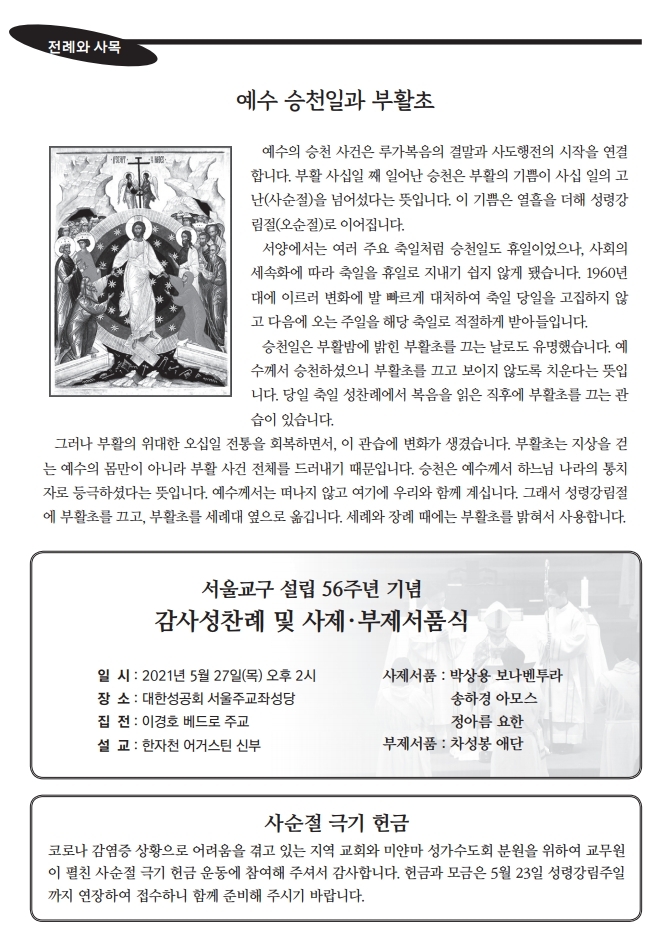 전례와 사목
예수 승천일과 부활초
예수의 승천 사건은 루가복음의 결말과 사도행전의 시작을 연결
합니다. 부활 사십일 째 일어난 승천은 부활의 기쁨이 사십 일의 고
난(사순절)을 넘어섰다는 뜻입니다. 이 기쁨은 열흘을 더해 성령강
림절(오순절)로 이어집니다.
서양에서는 여러 주요 축일처럼 승천일도 휴일이었으나, 사회의
세속화에 따라 축일을 휴일로 지내기 쉽지 않게 됐습니다. 1960년
대에 이르러 변화에 발 빠르게 대처하여 축일 당일을 고집하지 않
고 다음에 오는 주일을 해당 축일로 적절하게 받아들입니다.
승천일은 부활밤에 밝힌 부활초를 끄는 날로도 유명했습니다. 예
수께서 승천하셨으니 부활초를 끄고 보이지 않도록 치운다는 뜻입
니다. 당일 축일 성찬례에서 복음을 읽은 직후에 부활초를 끄는 관
습이 있습니다.
그러나 부활의 위대한 오십일 전통을 회복하면서, 이 관습에 변화가 생겼습니다. 부활초는 지상을 걷
는 예수의 몸만이 아니라 부활 사건 전체를 드러내기 때문입니다. 승천은 예수께서 하느님 나라의 통치
자로 등극하셨다는 뜻입니다. 예수께서는 떠나지 않고 여기에 우리와 함께 계십니다. 그래서 성령강림절
에 부활초를 끄고, 부활초를 세례대 옆으로 옮깁니다. 세례와 장례 때에는 부활초를 밝혀서 사용합니다.
서울교구 설립 56주년 기념
감사성찬례 및 사제·부제서품식
일 시 : 2021년 5월 27일(목) 오후 2시
장 소 : 대한성공회 서울주교좌성당
집 전 : 이경호 베드로 주교
설 교 : 한자천 어거스틴 신부
사제서품 : 박상용 보나벤투라
송하경 아모스
정아름 요한
부제서품 : 차성봉 애단
사순절 극기 헌금
코로나 감염증 상황으로 어려움을 겪고 있는 지역 교회와 미얀마 성가수도회 분원을 위하여 교무원
이 펼친 사순절 극기 헌금 운동에 참여해 주셔서 감사합니다. 헌금과 모금은 5월 23일 성령강림주일
까지 연장하여 접수하니 함께 준비해 주시기 바랍니다.